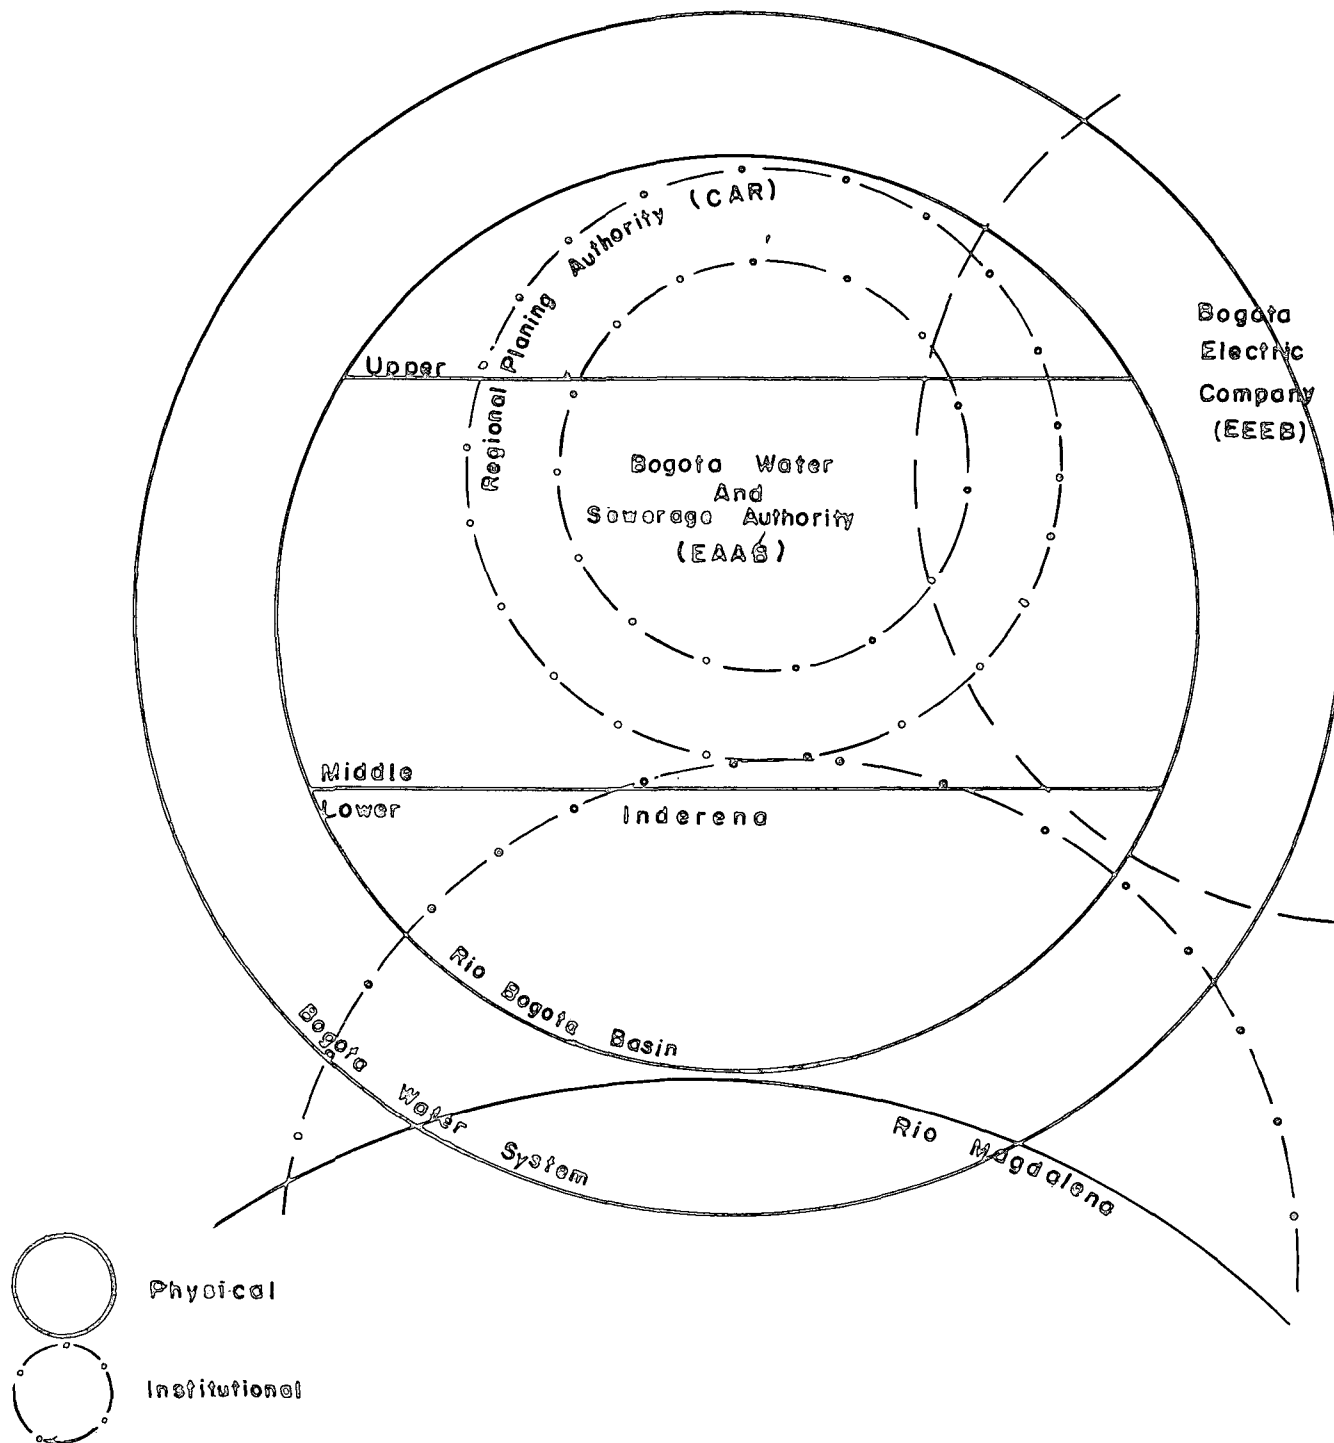 Regional Planing Authority (CAR)
Upper
Bogota
Electric
Company
(EEEB)
Bogota Water
And
Sewerage Authority
(EAAB)
Middle
Lower
Inderena
Rio Bogota Basin
Bogota Water System
Rio Magdalena
Physical
Institutional